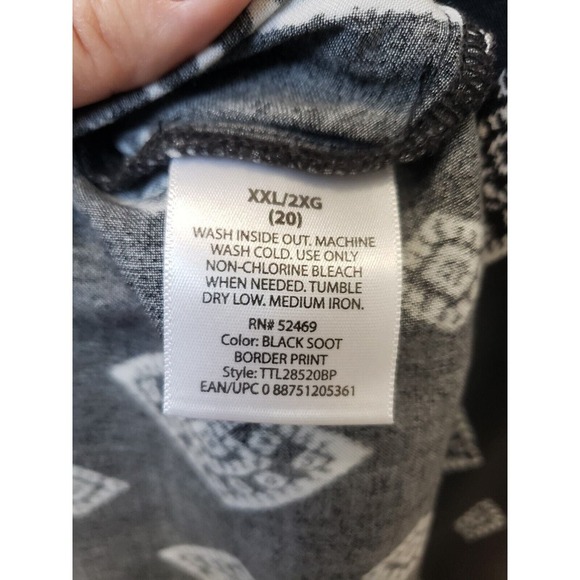 XXL/2XG
(20)
WASH INSIDE OUT. MACHINE
WASH COLD. USE ONLY
NON-CHLORINE BLEACH
WHEN NEEDED. TUMBLE
DRY LOW. MEDIUM IRON.
RN# 52469
Color: BLACK SOOT
BORDER PRINT
Style: TTL28520BP
EAN/UPC 0 88751205361